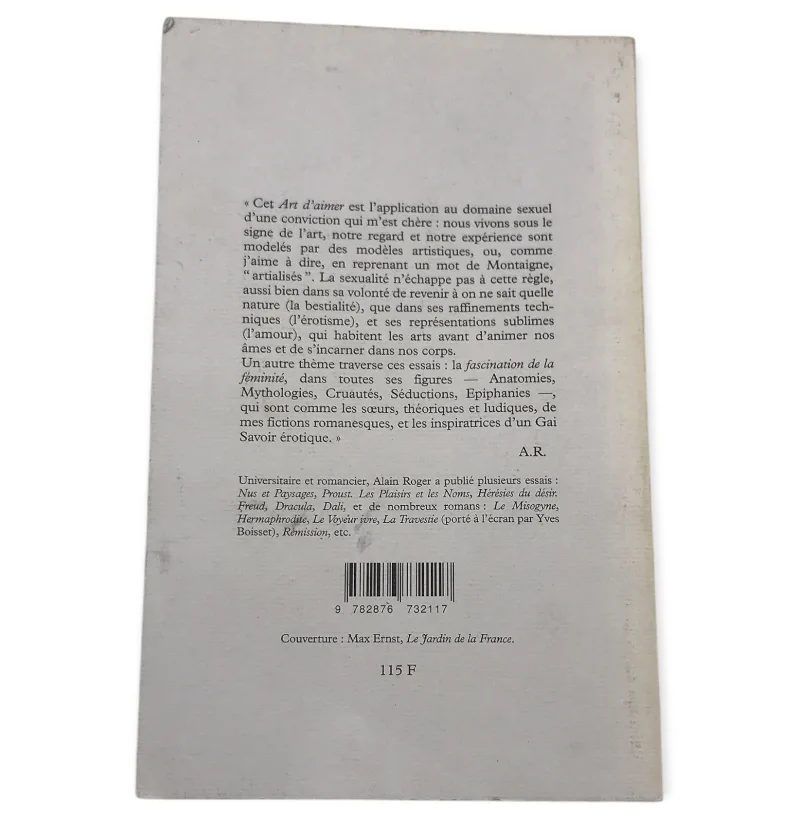 « Cet Art d'aimer est l'application au domaine sexuel
d'une conviction qui m'est chère : nous vivons sous le
signe de l'art, notre regard et notre expérience sont
modelés par des modèles artistiques, ou, comme
j'aime à dire, en reprenant un mot de Montaigne,
“ artialisés ”. La sexualité n'échappe pas à cette règle,
aussi bien dans sa volonté de revenir à on ne sait quelle
nature (la bestialité), que dans ses raffinements tech-
niques (l'érotisme), et ses représentations sublimes
(l'amour), qui habitent les arts avant d'animer nos
âmes et de s'incarner dans nos corps.
Un autre thème traverse ces essais : la fascination de la
féminité, dans toutes ses figures — Anatomies,
Mythologies, Cruautés, Séductions, Epiphanies —,
qui sont comme les sœurs, théoriques et ludiques, de
mes fictions romanesques, et les inspiratrices d'un Gai
Savoir érotique. »
A.R.
Universitaire et romancier, Alain Roger a publié plusieurs essais :
Nus et Paysages, Proust. Les Plaisirs et les Noms, Hérésies du désir.
Freud, Dracula, Dali, et de nombreux romans : Le Misogyne,
Hermaphrodite, Le Voyeur ivre, La Travestie (porté à l'écran par Yves
Boisset), Rémission, etc.
9 782876 732117
Couverture : Max Ernst, Le Jardin de la France.
115 F